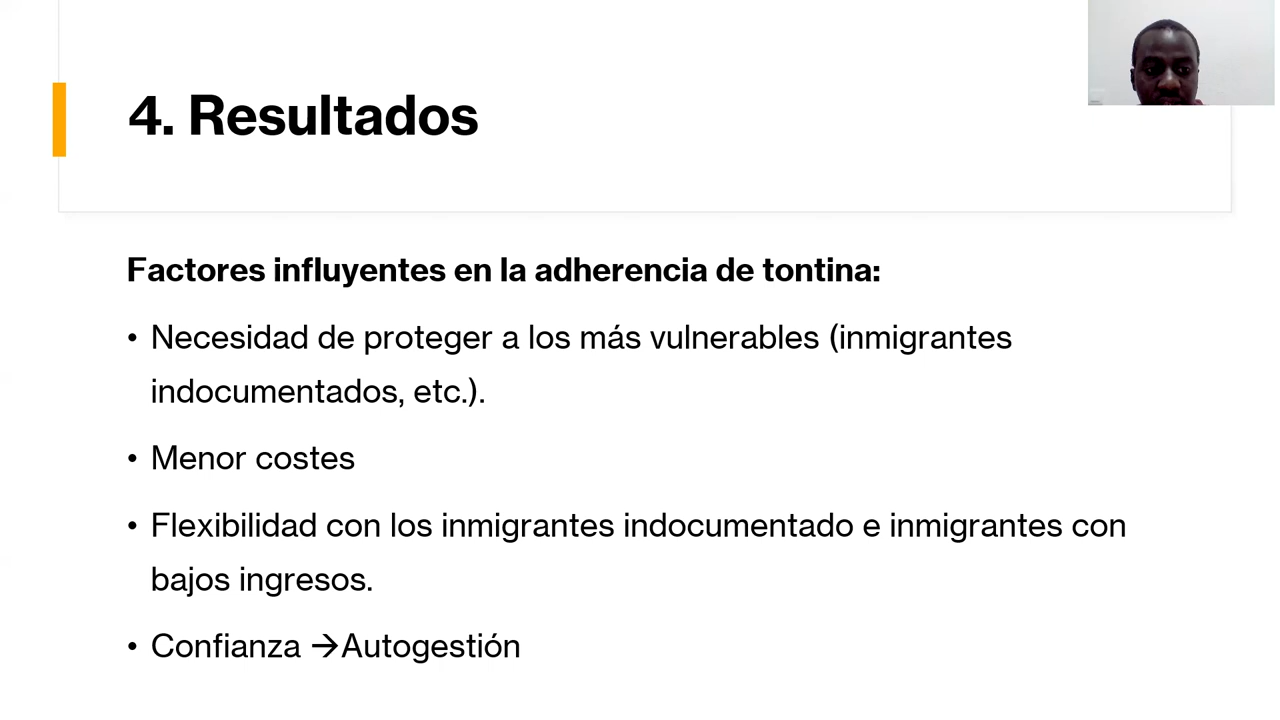 4. Resultados
Factores influyentes en la adherencia de tontina:
• Necesidad de proteger a los más vulnerables (inmigrantes
indocumentados, etc.).
• Menor costes
• Flexibilidad con los inmigrantes indocumentado e inmigrantes con
bajos ingresos.
• Confianza →Autogestión